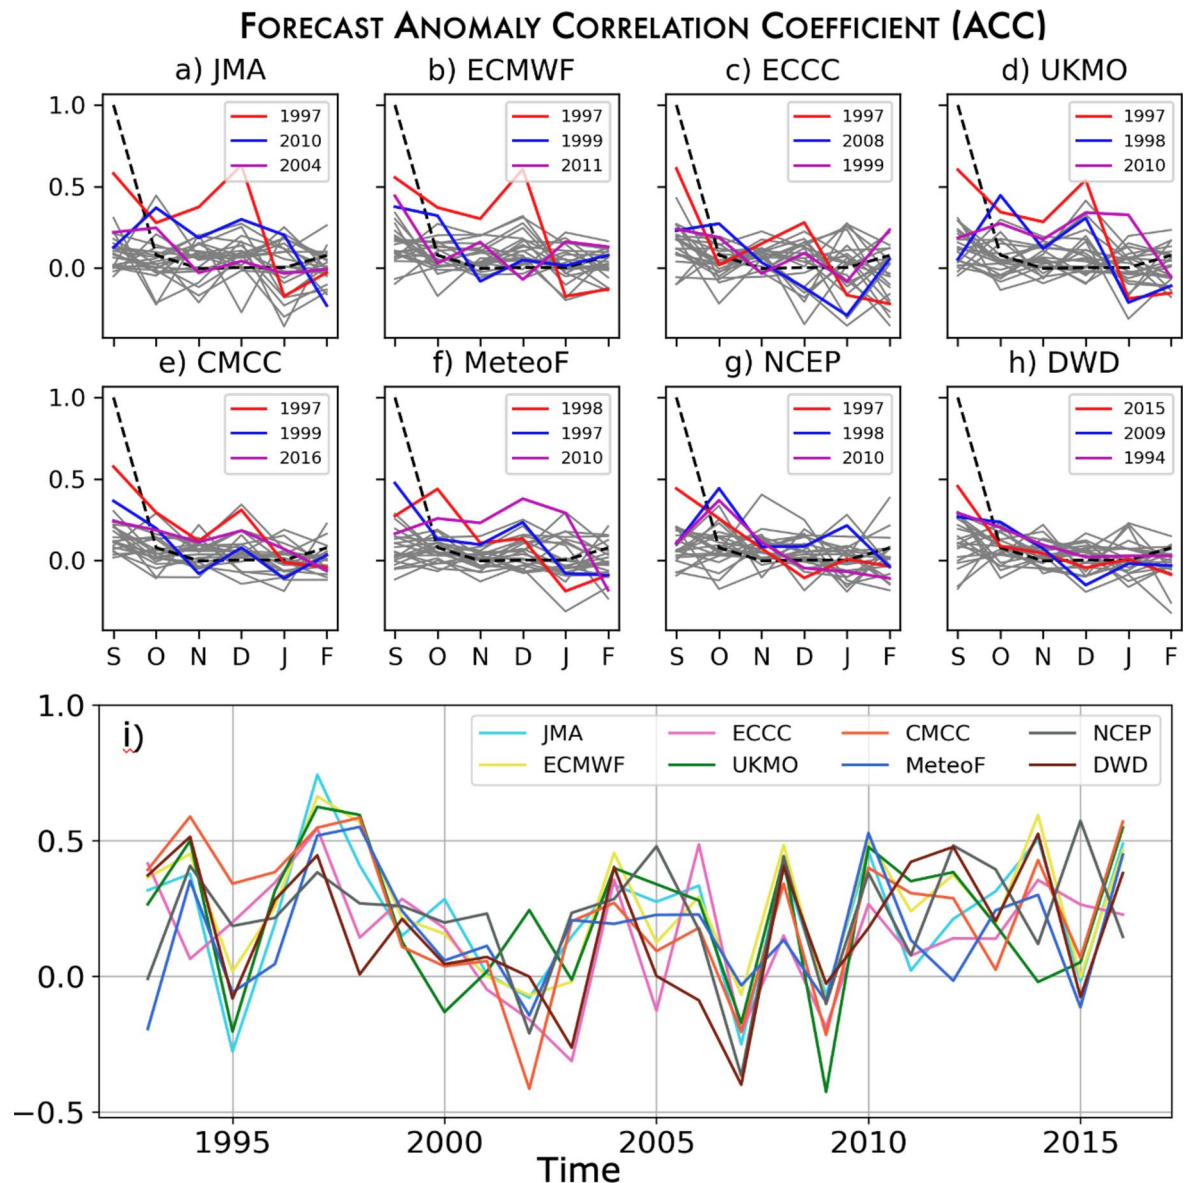 FORECAST ANOMALY CORRELATION COEFFICIENT (ACC)
a) JMA
b) ECMWF
c) ECCC
d) UKMO
1.0
0.5
0.0
1997
2010
2004
1997
1999
2011
1997
2008
1999
1997
1998
2010
e) CMCC
f) MeteoF
g) NCEP
h) DWD
1.0
0.5
0.0
1997
1999
2016
1998
1997
2010
1997
1998
2010
2015
2009
1994
S O N D J F
S O N D J F
S O N D J F
S O N D J F
i)
JMA
ECMWF
ECCC
UKMO
CMCC
MeteoF
NCEP
DWD
1.0
0.5
0.0
−0.5
1995 2000 2005 2010 2015
Time